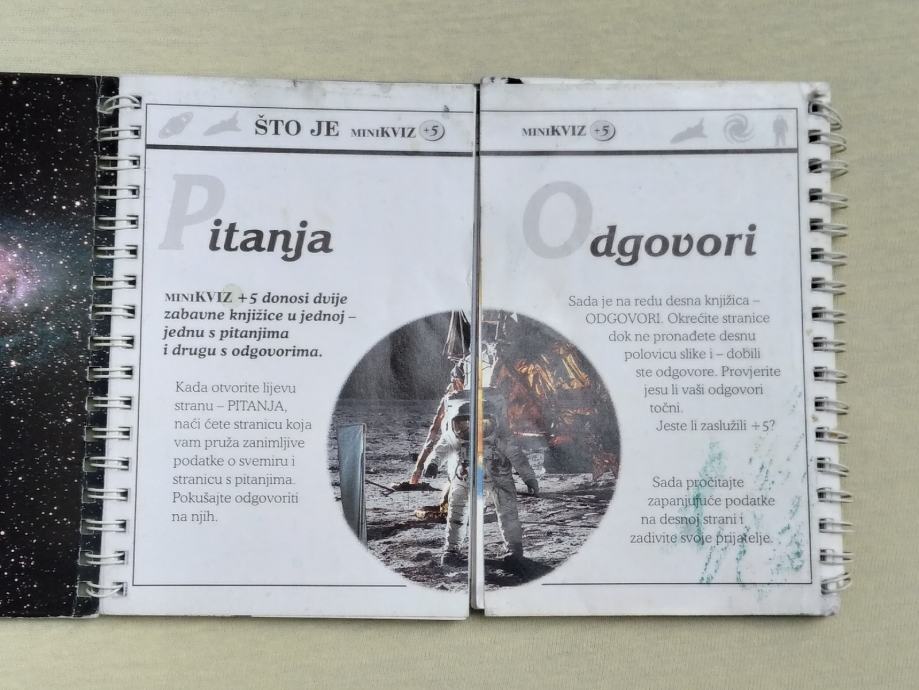 ŠTO JE MINIKVIZ +5
Pitanja
MINIKVIZ +5 donosi dvije
zabavne knjižice u jednoj –
jednu s pitanjima
i drugu s odgovorima.
Kada otvorite lijevu
stranu – PITANJA,
naći ćete stranicu koja
vam pruža zanimljive
podatke o svemiru i
stranicu s pitanjima.
Pokušajte odgovoriti
na njih.
MINIKVIZ +5
Odgovori
Sada je na redu desna knjižica –
ODGOVORI. Okrećite stranice
dok ne pronađete desnu
polovicu slike i – dobili
ste odgovore. Provjerite
jesu li vaši odgovori
točni.
Jeste li zaslužili +5?
Sada pročitajte
zapanjujuće podatke
na desnoj strani i
zadivite svoje prijatelje.